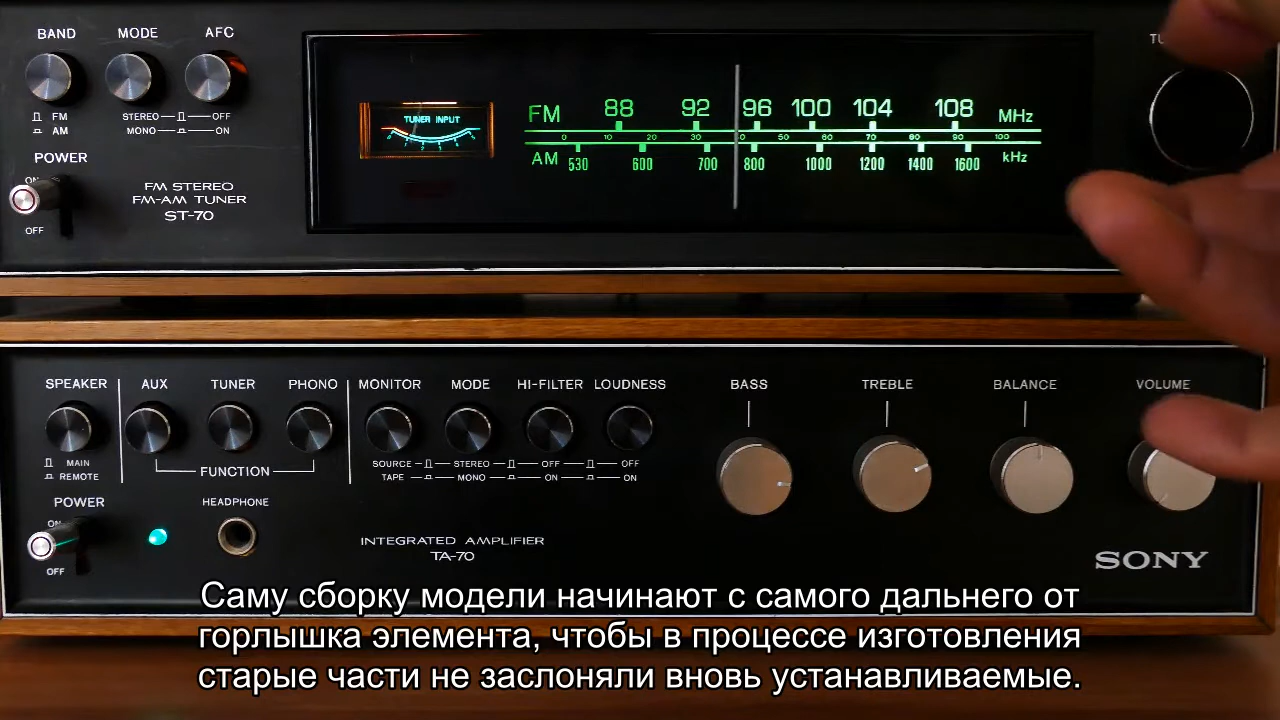 BAND MODE AFC
FM STEREO OFF
AM MONO ON
POWER
ON
OFF
FM STEREO
FM-AM TUNER
ST-70
TUNER INPUT
FM 88 92 96 100 104 108 MHz
0 10 20 30 40 50 60 70 80 90 100
AM 530 600 700 800 1000 1200 1400 1600 kHz
SPEAKER AUX TUNER PHONO MONITOR MODE HI-FILTER LOUDNESS BASS TREBLE BALANCE VOLUME
MAIN SOURCE STEREO OFF OFF
REMOTE FUNCTION TAPE MONO ON ON
POWER HEADPHONE
ON
OFF
INTEGRATED AMPLIFIER
TA-70
SONY
Саму сборку модели начинают с самого дальнего от
горлышка элемента, чтобы в процессе изготовления
старые части не заслоняли вновь устанавливаемые.